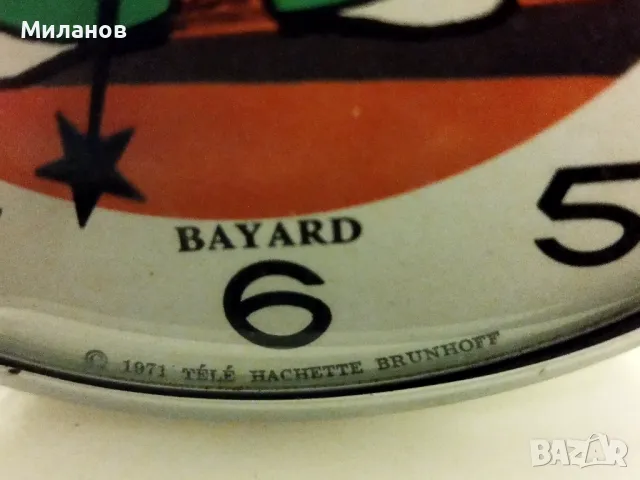 Миланов
BAYARD
5
6
© 1971 TÉLÉ HACHETTE BRUNHOFF
BAZAR